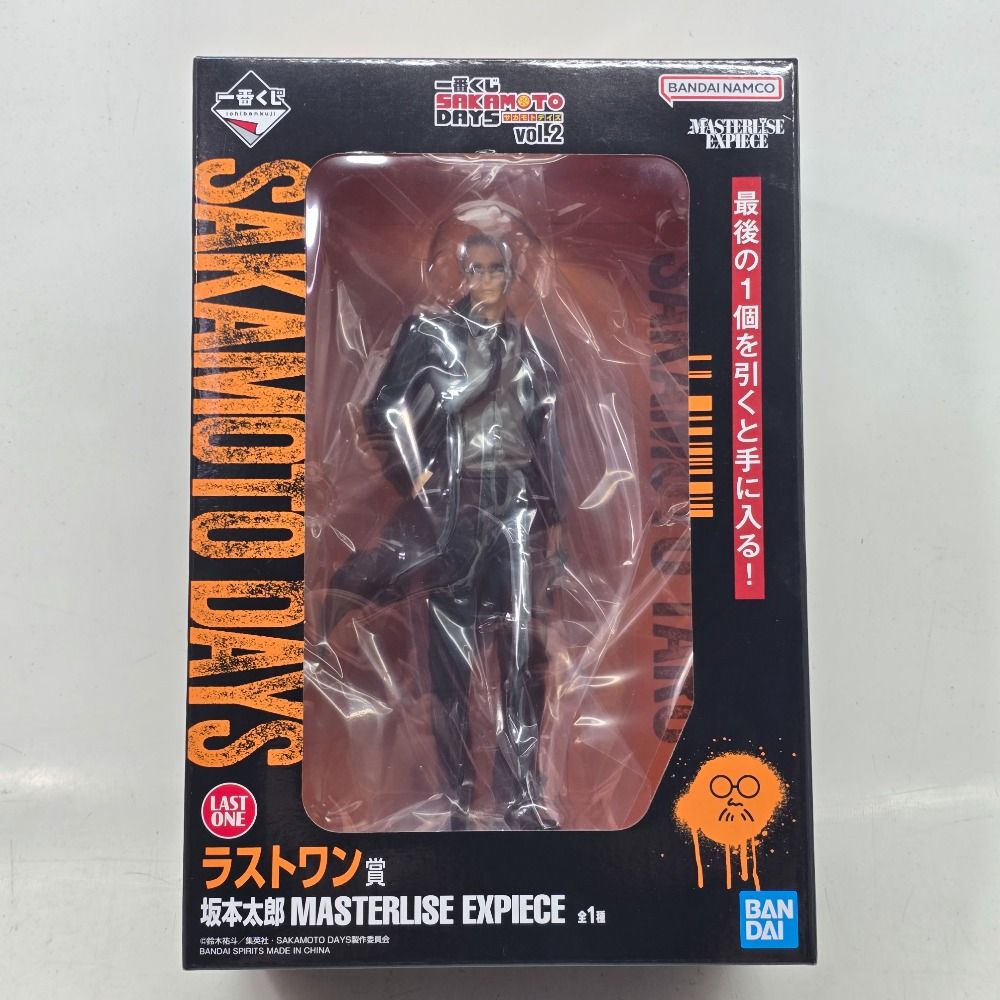 一番くじ
ichibankuji
一番くじ
SAKAMOTO
DAYS サカモトデイズ
vol.2
BANDAI NAMCO
MASTERLISE
EXPIECE
SAKAMOTO DAYS
SAKAMOTO TARO
最後の1個を引くと手に入る!
LAST
ONE
ラストワン賞
坂本太郎 MASTERLISE EXPIECE 全1種
©鈴木祐斗/集英社・SAKAMOTO DAYS製作委員会
BANDAI SPIRITS MADE IN CHINA
BAN
DAI